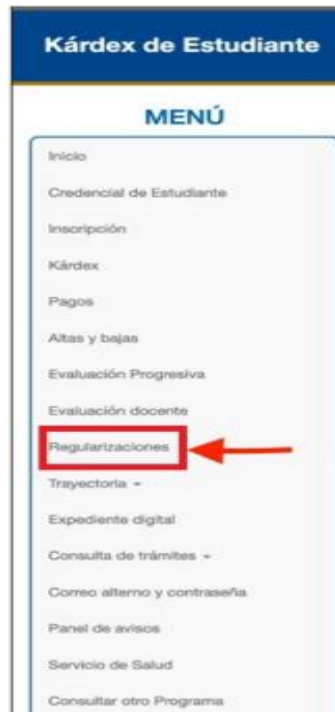 Kárdex de Estudiante
MENÚ
Inicio
Credencial de Estudiante
Inscripción
Kárdex
Pagos
Altas y bajas
Evaluación Progresiva
Evaluación docente
Regularizaciones
Trayectoria
Expediente digital
Consulta de trámites
Correo alterno y contraseña
Panel de avisos
Servicio de Salud
Consultar otro Programa